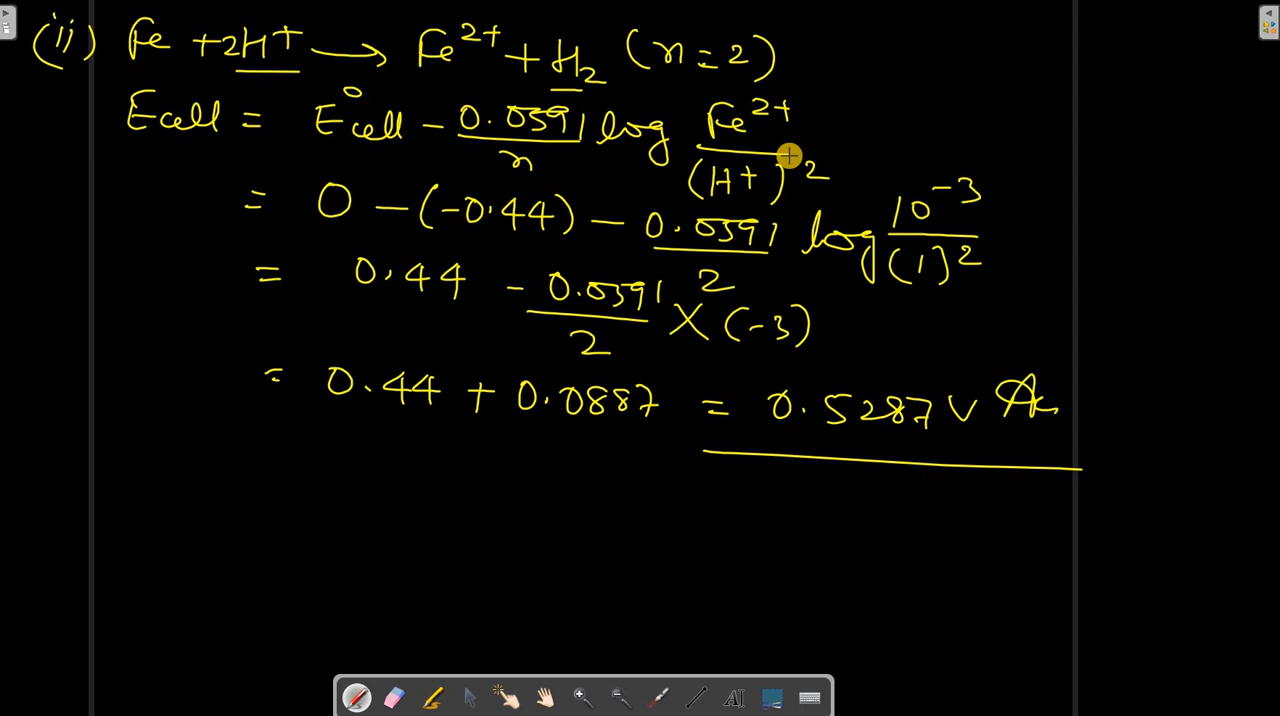 (ii) Fe + 2H+ → Fe2+ + H2 (n = 2)
Ecell = E°cell - 0.0591/n log Fe2+/(H+)2
= 0 - (-0.44) - 0.0591/2 log 10-3/(1)2
= 0.44 - 0.0591/2 X (-3)
= 0.44 + 0.0887 = 0.5287 V An